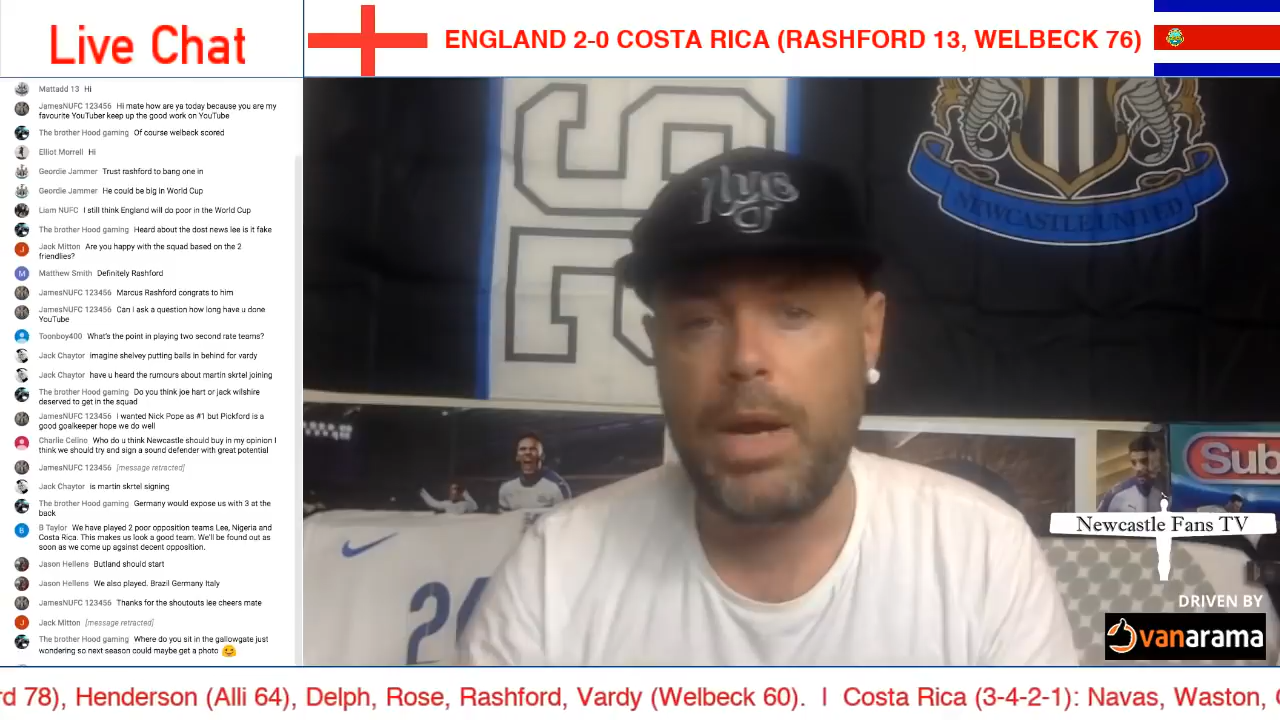 Live Chat
ENGLAND 2-0 COSTA RICA (RASHFORD 13, WELBECK 76)
Mattadd 13 Hi
JamesNUFC 123456 Hi mate how are ya today because you are my
favourite YouTuber keep up the good work on YouTube
The brother Hood gaming Of course welbeck scored
Elliot Morrell Hi
Geordie Jammer Trust rashford to bang one in
Geordie Jammer He could be big in World Cup
Liam NUFC I still think England will do poor in the World Cup
The brother Hood gaming Heard about the dost news lee is it fake
Jack Mitton Are you happy with the squad based on the 2
friendlies?
Matthew Smith Definitely Rashford
JamesNUFC 123456 Marcus Rashford congrats to him
JamesNUFC 123456 Can I ask a question how long have u done
YouTube
Toonboy400 What's the point in playing two second rate teams?
Jack Chaytor imagine shelvey putting balls in behind for vardy
Jack Chaytor have u heard the rumours about martin skrtel joining
The brother Hood gaming Do you think joe hart or jack wilshire
deserved to get in the squad
JamesNUFC 123456 I wanted Nick Pope as #1 but Pickford is a
good goalkeeper hope we do well
Charlie Celino Who do u think Newcastle should buy in my opinion I
think we should try and sign a sound defender with great potential
JamesNUFC 123456 [message retracted]
Jack Chaytor is martin skrtel signing
The brother Hood gaming Germany would expose us with 3 at the
back
B Taylor We have played 2 poor opposition teams Lee, Nigeria and
Costa Rica. This makes us look a good team. We'll be found out as
soon as we come up against decent opposition.
Jason Hellens Butland should start
Jason Hellens We also played. Brazil Germany Italy
JamesNUFC 123456 Thanks for the shoutouts lee cheers mate
Jack Mitton [message retracted]
The brother Hood gaming Where do you sit in the gallowgate just
wondering so next season could maybe get a photo 😊
J
M
J
B
J
NEWCASTLE UNITED
Sub
Newcastle Fans TV
DRIVEN BY
vanarama
rd 78), Henderson (Alli 64), Delph, Rose, Rashford, Vardy (Welbeck 60). | Costa Rica (3-4-2-1): Navas, Waston,